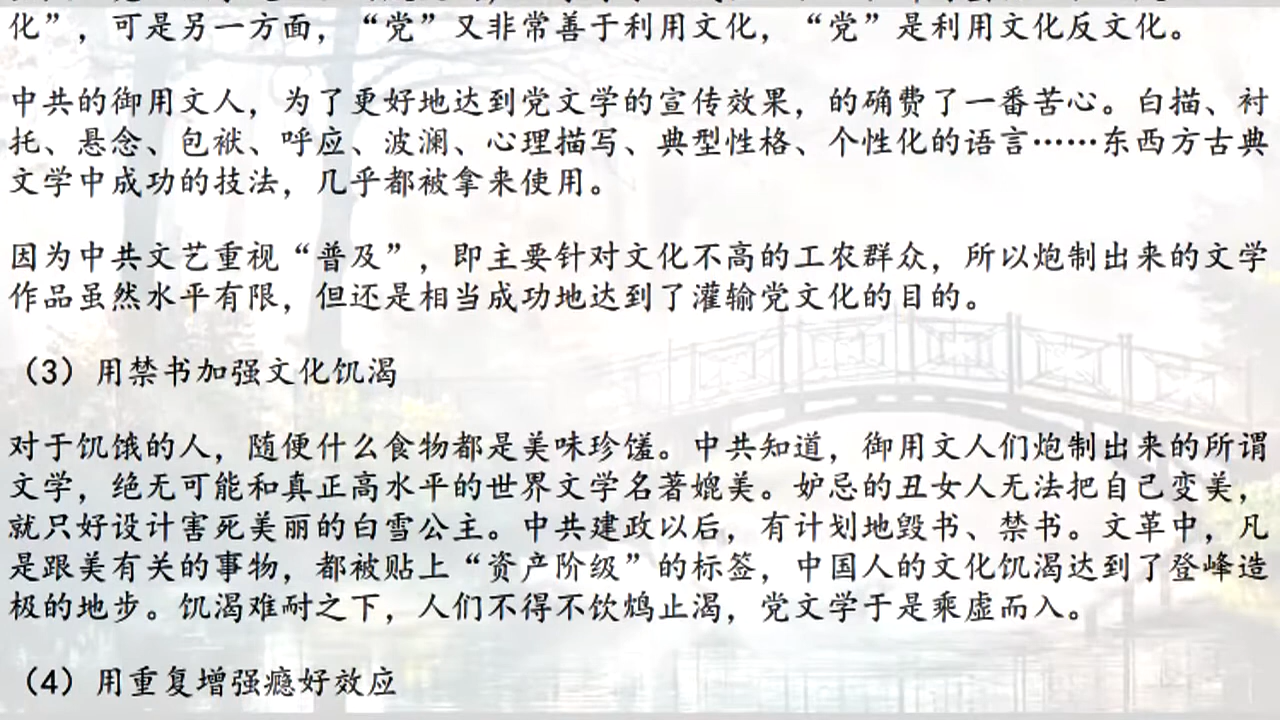 化”，可是另一方面，“党”又非常善于利用文化，“党”是利用文化反文化。
中共的御用文人，为了更好地达到党文学的宣传效果，的确费了一番苦心。白描、衬
托、悬念、包袱、呼应、波澜、心理描写、典型性格、个性化的语言……东西方古典
文学中成功的技法，几乎都被拿来使用。
因为中共文艺重视“普及”，即主要针对文化不高的工农群众，所以炮制出来的文学
作品虽然水平有限，但还是相当成功地达到了灌输党文化的目的。
（3）用禁书加强文化饥渴
对于饥饿的人，随便什么食物都是美味珍馐。中共知道，御用文人们炮制出来的所谓
文学，绝无可能和真正高水平的世界文学名著媲美。妒忌的丑女人无法把自己变美，
就只好设计害死美丽的白雪公主。中共建政以后，有计划地毁书、禁书。文革中，凡
是跟美有关的事物，都被贴上“资产阶级”的标签，中国人的文化饥渴达到了登峰造
极的地步。饥渴难耐之下，人们不得不饮鸩止渴，党文学于是乘虚而入。
（4）用重复增强瘾好效应